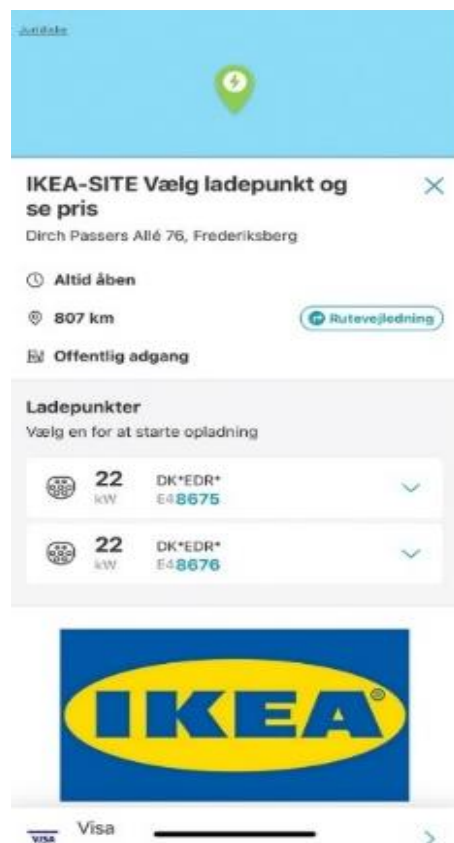 Juridisk
IKEA-SITE Vælg ladepunkt og
se pris
Dirch Passers Allé 76, Frederiksberg
Altid åben
807 km
Rutevejledning
Offentlig adgang
Ladepunkter
Vælg en for at starte opladning
22 DK*EDR*
kW E48675
22 DK*EDR*
kW E48676
IKEA®
VISA Visa